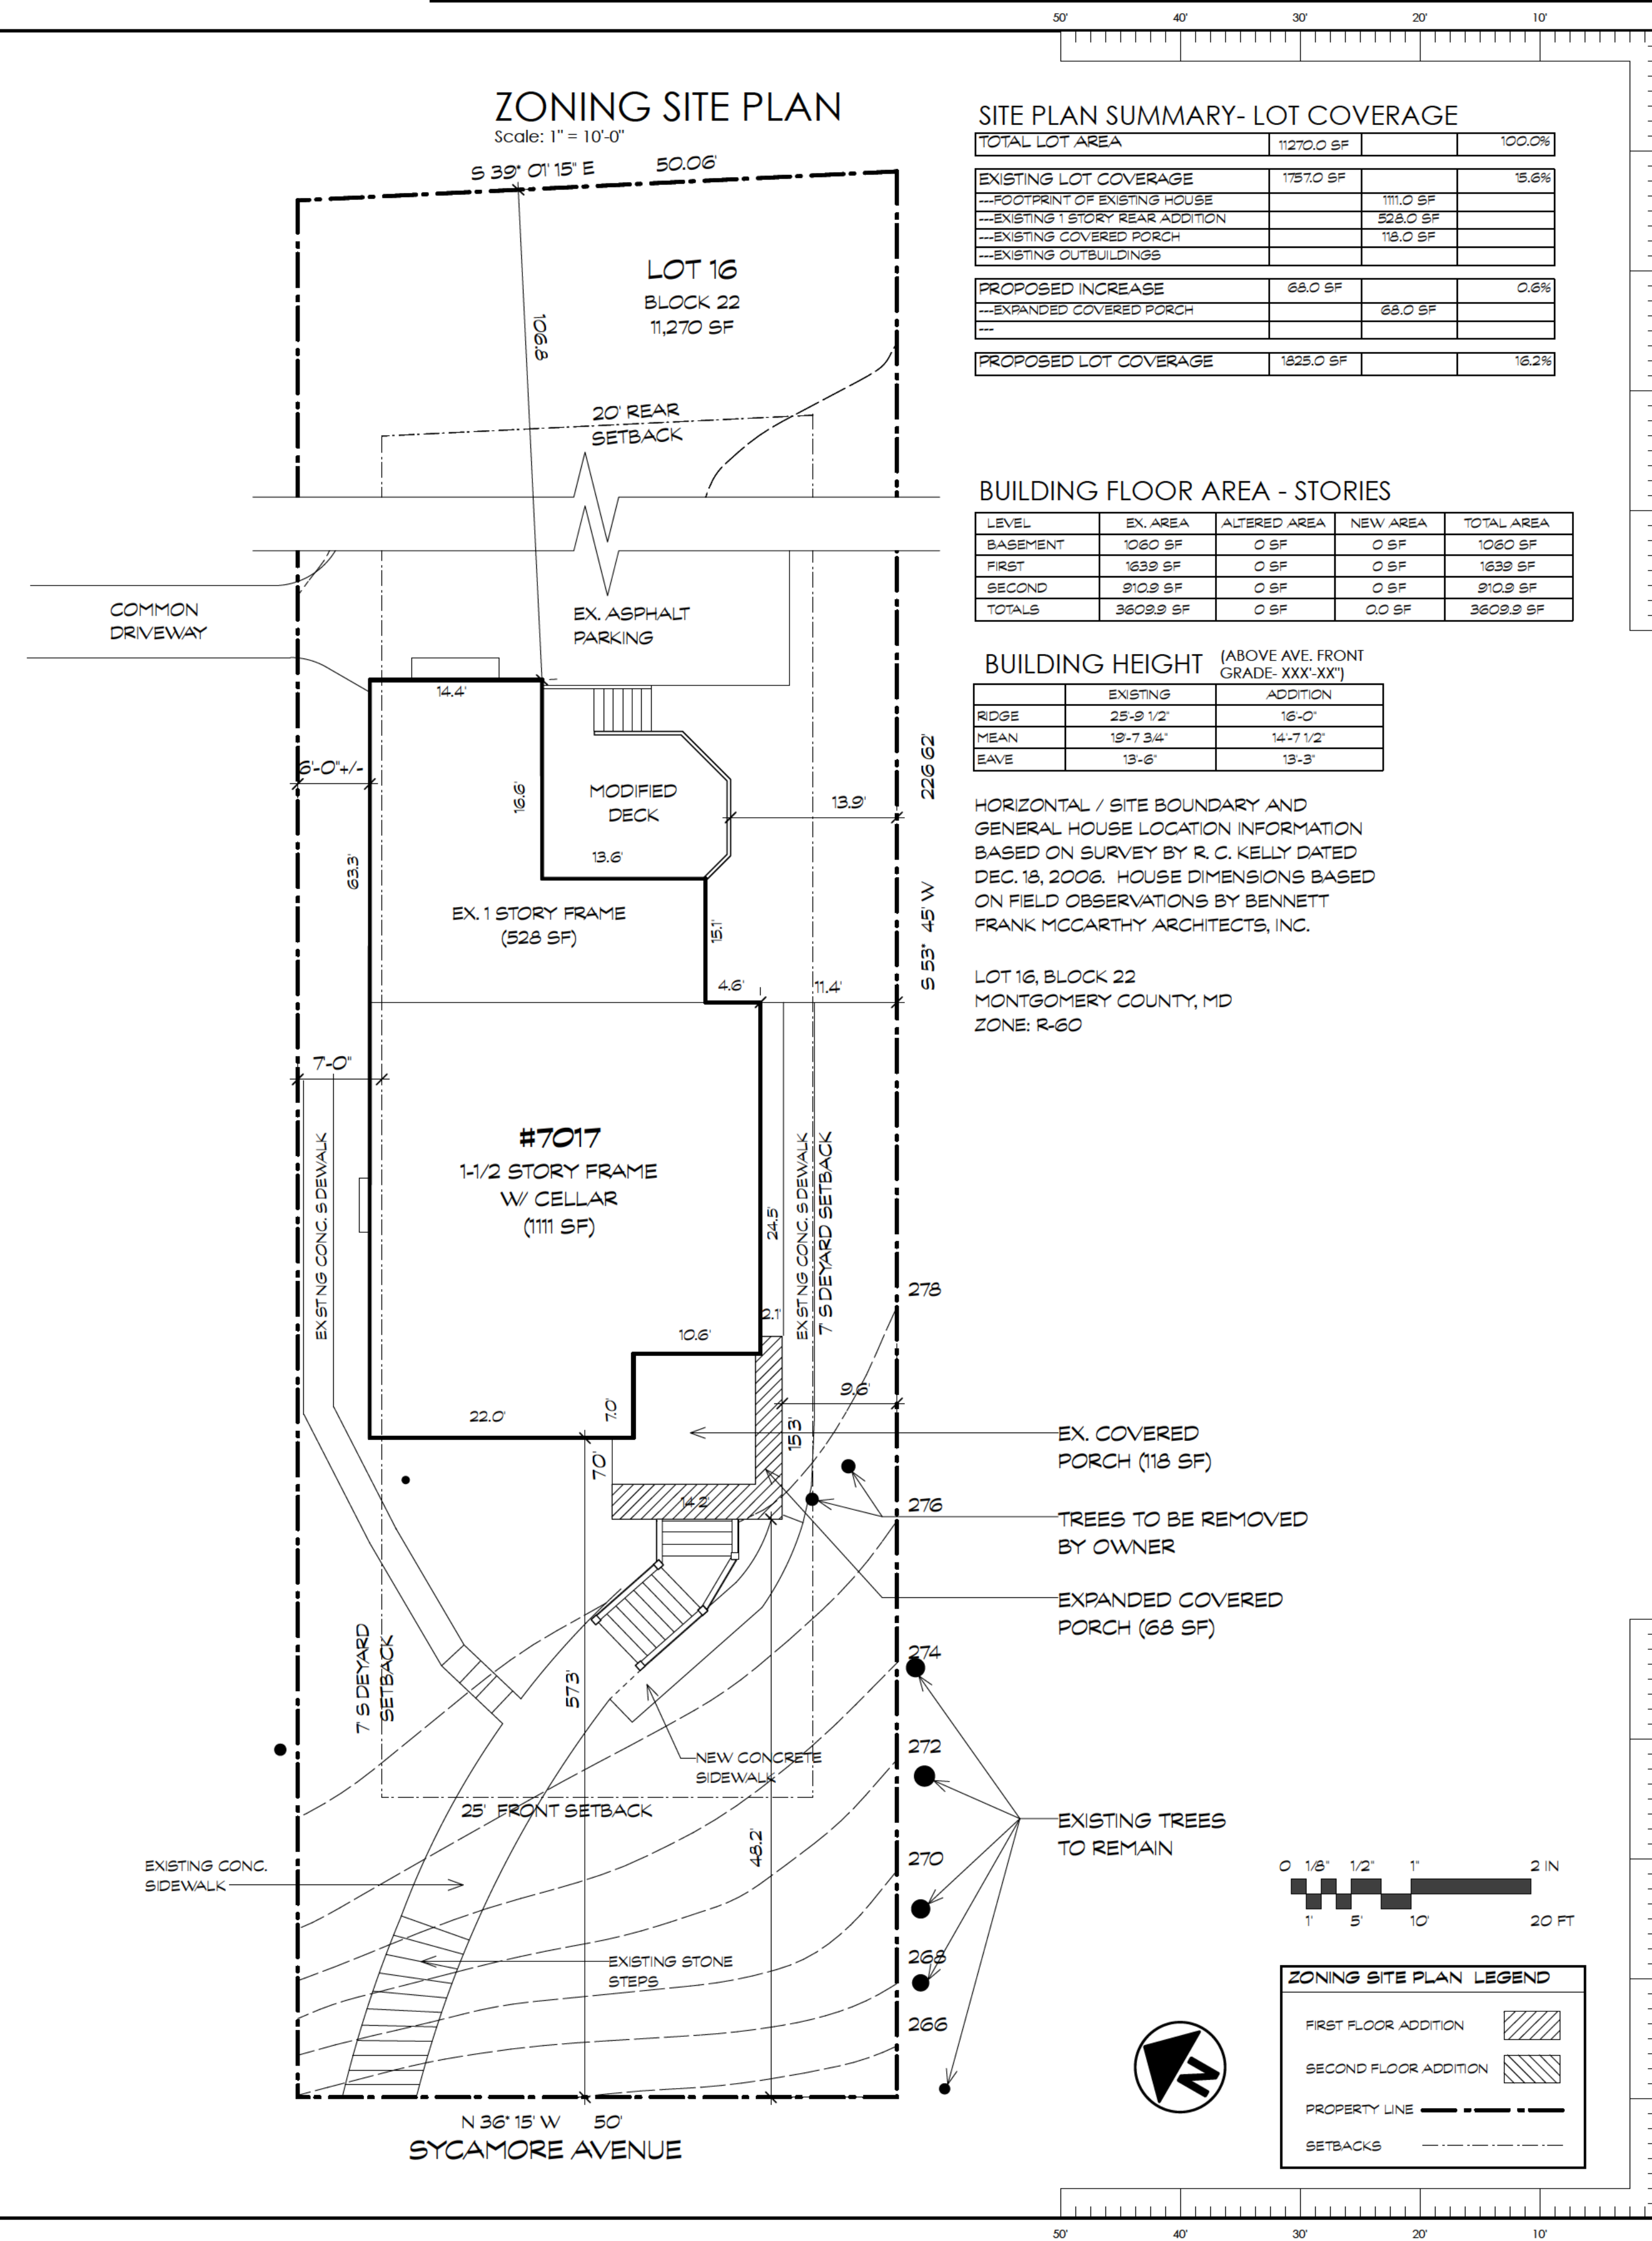 50' 40' 30' 20' 10'
ZONING SITE PLAN
Scale: 1" = 10'-0"
S 39° 01' 15" E 50.06'
LOT 16
BLOCK 22
11,270 SF
106.8
20' REAR
SETBACK
COMMON
DRIVEWAY
EX. ASPHALT
PARKING
14.4'
6'-0"+/-
16.6'
MODIFIED
DECK
13.9'
226 62'
63.3'
13.6'
EX. 1 STORY FRAME
(528 SF)
15.1'
S 53° 45' W
4.6'
11.4'
7'-0"
EXISTNG CONC. S DEWALK
#7017
1-1/2 STORY FRAME
W/ CELLAR
(1111 SF)
24.5'
EXISTNG CONC. S DEWALK
7' S DEYARD SETBACK
278
2.1'
10.6'
9.6'
22.0'
7.0'
15 3'
7 0'
14 2'
EX. COVERED
PORCH (118 SF)
276
TREES TO BE REMOVED
BY OWNER
EXPANDED COVERED
PORCH (68 SF)
274
7' S DEYARD
SETBACK
57 3'
272
NEW CONCRETE
SIDEWALK
25' FRONT SETBACK
EXISTING TREES
TO REMAIN
48.2'
270
EXISTING CONC.
SIDEWALK
268
EXISTING STONE
STEPS
266
N 36° 15' W 50'
SYCAMORE AVENUE
SITE PLAN SUMMARY- LOT COVERAGE
TOTAL LOT AREA 11270.0 SF 100.0%
EXISTING LOT COVERAGE 1757.0 SF 15.6%
---FOOTPRINT OF EXISTING HOUSE 1111.0 SF
---EXISTING 1 STORY REAR ADDITION 528.0 SF
---EXISTING COVERED PORCH 118.0 SF
---EXISTING OUTBUILDINGS
PROPOSED INCREASE 68.0 SF 0.6%
---EXPANDED COVERED PORCH 68.0 SF
---
PROPOSED LOT COVERAGE 1825.0 SF 16.2%
BUILDING FLOOR AREA - STORIES
LEVEL EX. AREA ALTERED AREA NEW AREA TOTAL AREA
BASEMENT 1060 SF 0 SF 0 SF 1060 SF
FIRST 1639 SF 0 SF 0 SF 1639 SF
SECOND 910.9 SF 0 SF 0 SF 910.9 SF
TOTALS 3609.9 SF 0 SF 0.0 SF 3609.9 SF
BUILDING HEIGHT (ABOVE AVE. FRONT
GRADE- XXX'-XX")
EXISTING ADDITION
RIDGE 25'-9 1/2" 16'-0"
MEAN 19'-7 3/4" 14'-7 1/2"
EAVE 13'-6" 13'-3"
HORIZONTAL / SITE BOUNDARY AND
GENERAL HOUSE LOCATION INFORMATION
BASED ON SURVEY BY R. C. KELLY DATED
DEC. 18, 2006. HOUSE DIMENSIONS BASED
ON FIELD OBSERVATIONS BY BENNETT
FRANK MCCARTHY ARCHITECTS, INC.
LOT 16, BLOCK 22
MONTGOMERY COUNTY, MD
ZONE: R-60
0 1/8" 1/2" 1" 2 IN
1' 5' 10' 20 FT
N
ZONING SITE PLAN LEGEND
FIRST FLOOR ADDITION
SECOND FLOOR ADDITION
PROPERTY LINE
SETBACKS
50' 40' 30' 20' 10'